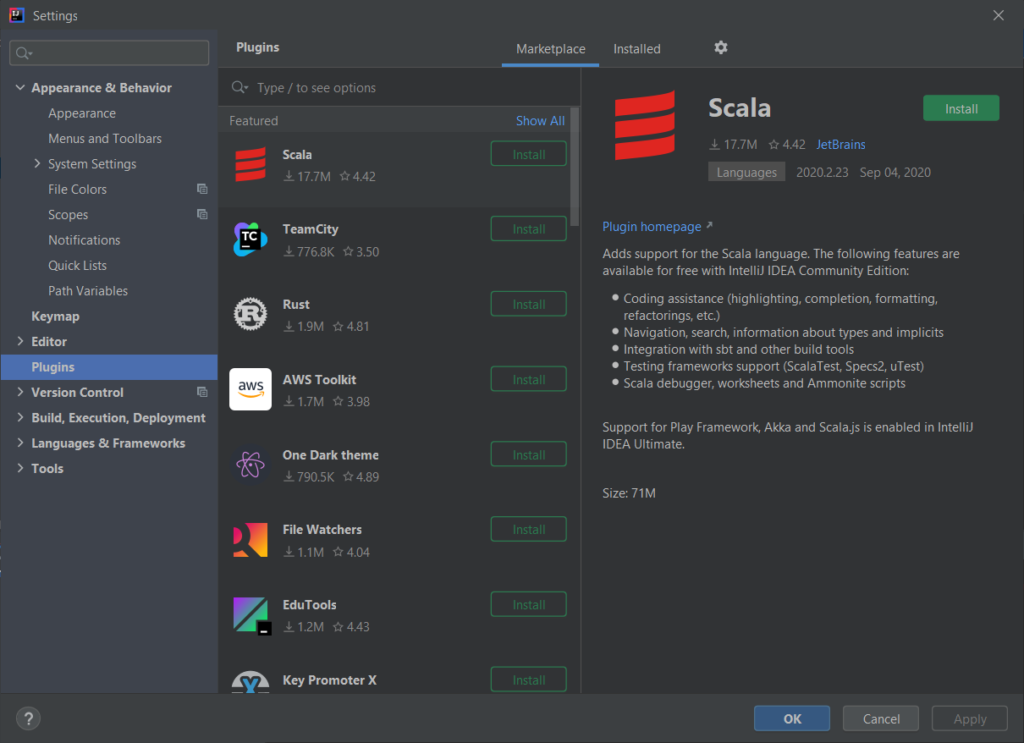 Settings
Plugins
Marketplace
Installed
Appearance & Behavior
Appearance
Menus and Toolbars
System Settings
File Colors
Scopes
Notifications
Quick Lists
Path Variables
Keymap
Editor
Plugins
Version Control
Build, Execution, Deployment
Languages & Frameworks
Tools
Type / to see options
Featured Show All
Scala Install
17.7M 4.42
TC
TeamCity Install
776.8K 3.50
R
Rust Install
1.9M 4.81
aws
AWS Toolkit Install
1.7M 3.98
One Dark theme Install
790.5K 4.89
File Watchers Install
1.1M 4.04
EduTools Install
1.2M 4.43
Key Promoter X Install
Scala Install
17.7M 4.42 JetBrains
Languages 2020.2.23 Sep 04, 2020
Plugin homepage
Adds support for the Scala language. The following features are
available for free with IntelliJ IDEA Community Edition:
Coding assistance (highlighting, completion, formatting,
refactorings, etc.)
Navigation, search, information about types and implicits
Integration with sbt and other build tools
Testing frameworks support (ScalaTest, Specs2, uTest)
Scala debugger, worksheets and Ammonite scripts
Support for Play Framework, Akka and Scala.js is enabled in IntelliJ
IDEA Ultimate.
Size: 71M
?
OK Cancel Apply